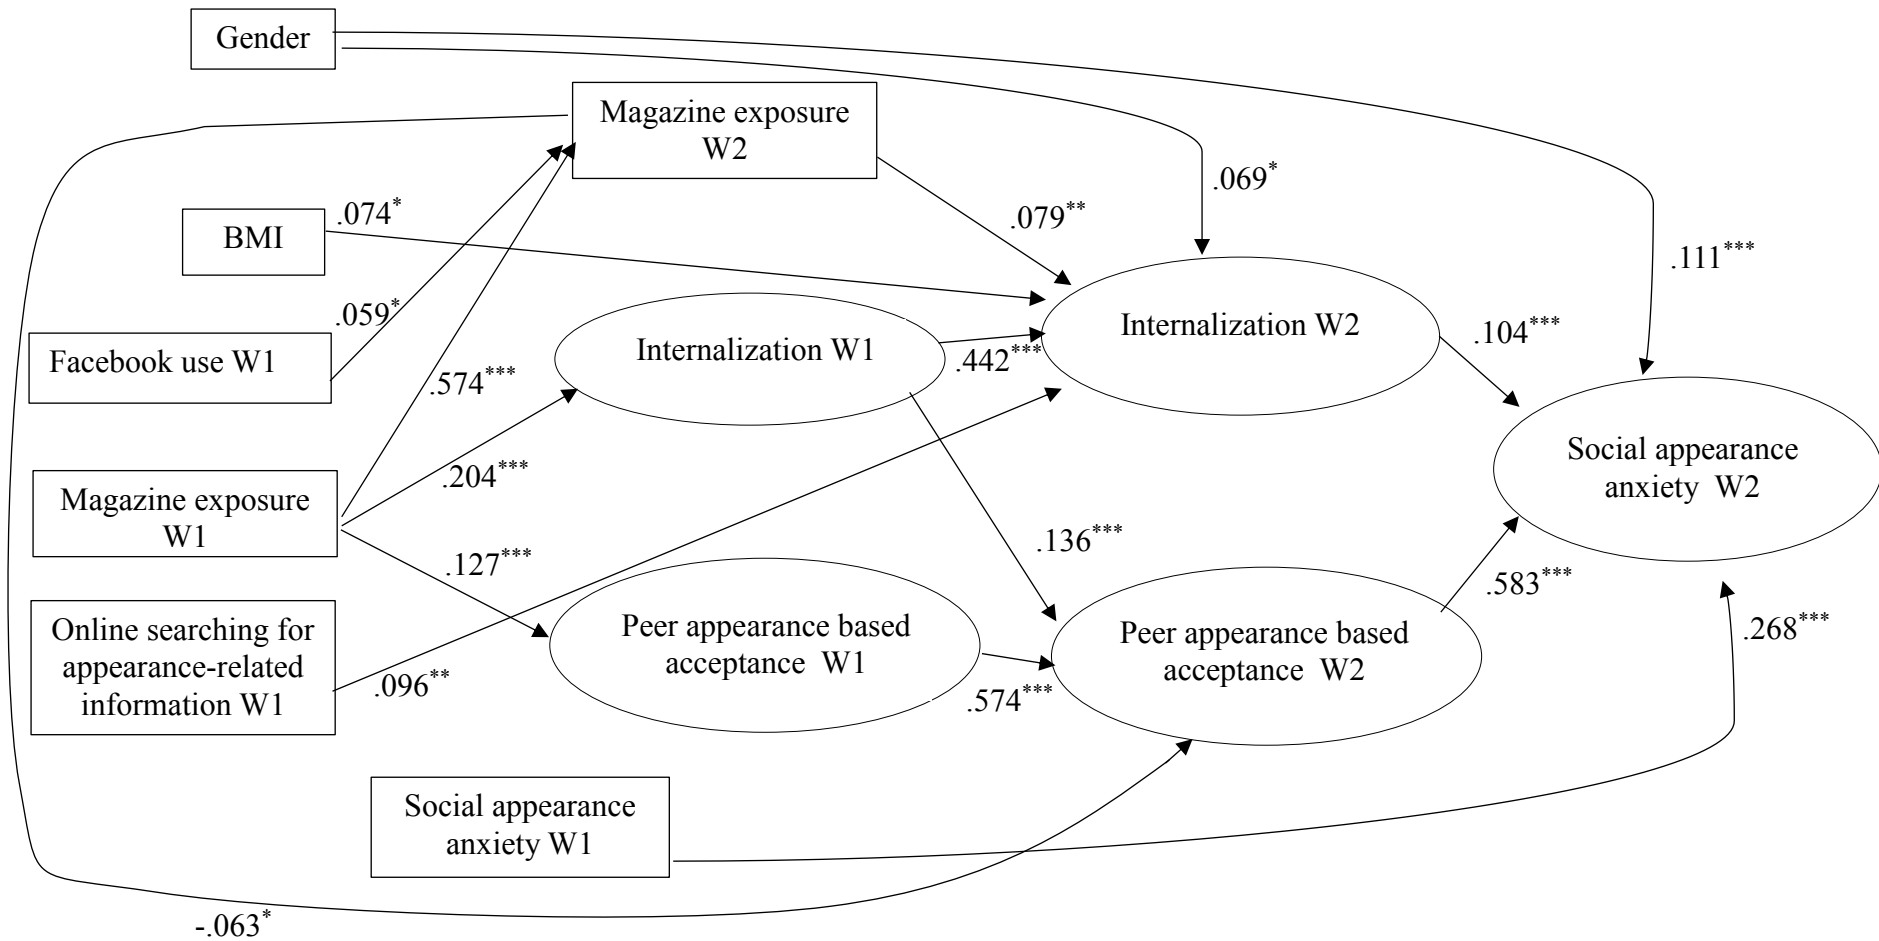 Gender
Magazine exposure
W2
.069*
.074*
.079**
BMI
.111***
.059*
Internalization W2
.104***
Facebook use W1
Internalization W1
.442***
.574***
Social appearance
anxiety W2
.204***
Magazine exposure
W1
.136***
.127***
.583***
Online searching for
appearance-related
information W1
Peer appearance based
acceptance W1
Peer appearance based
acceptance W2
.268***
.096**
.574***
Social appearance
anxiety W1
-.063*